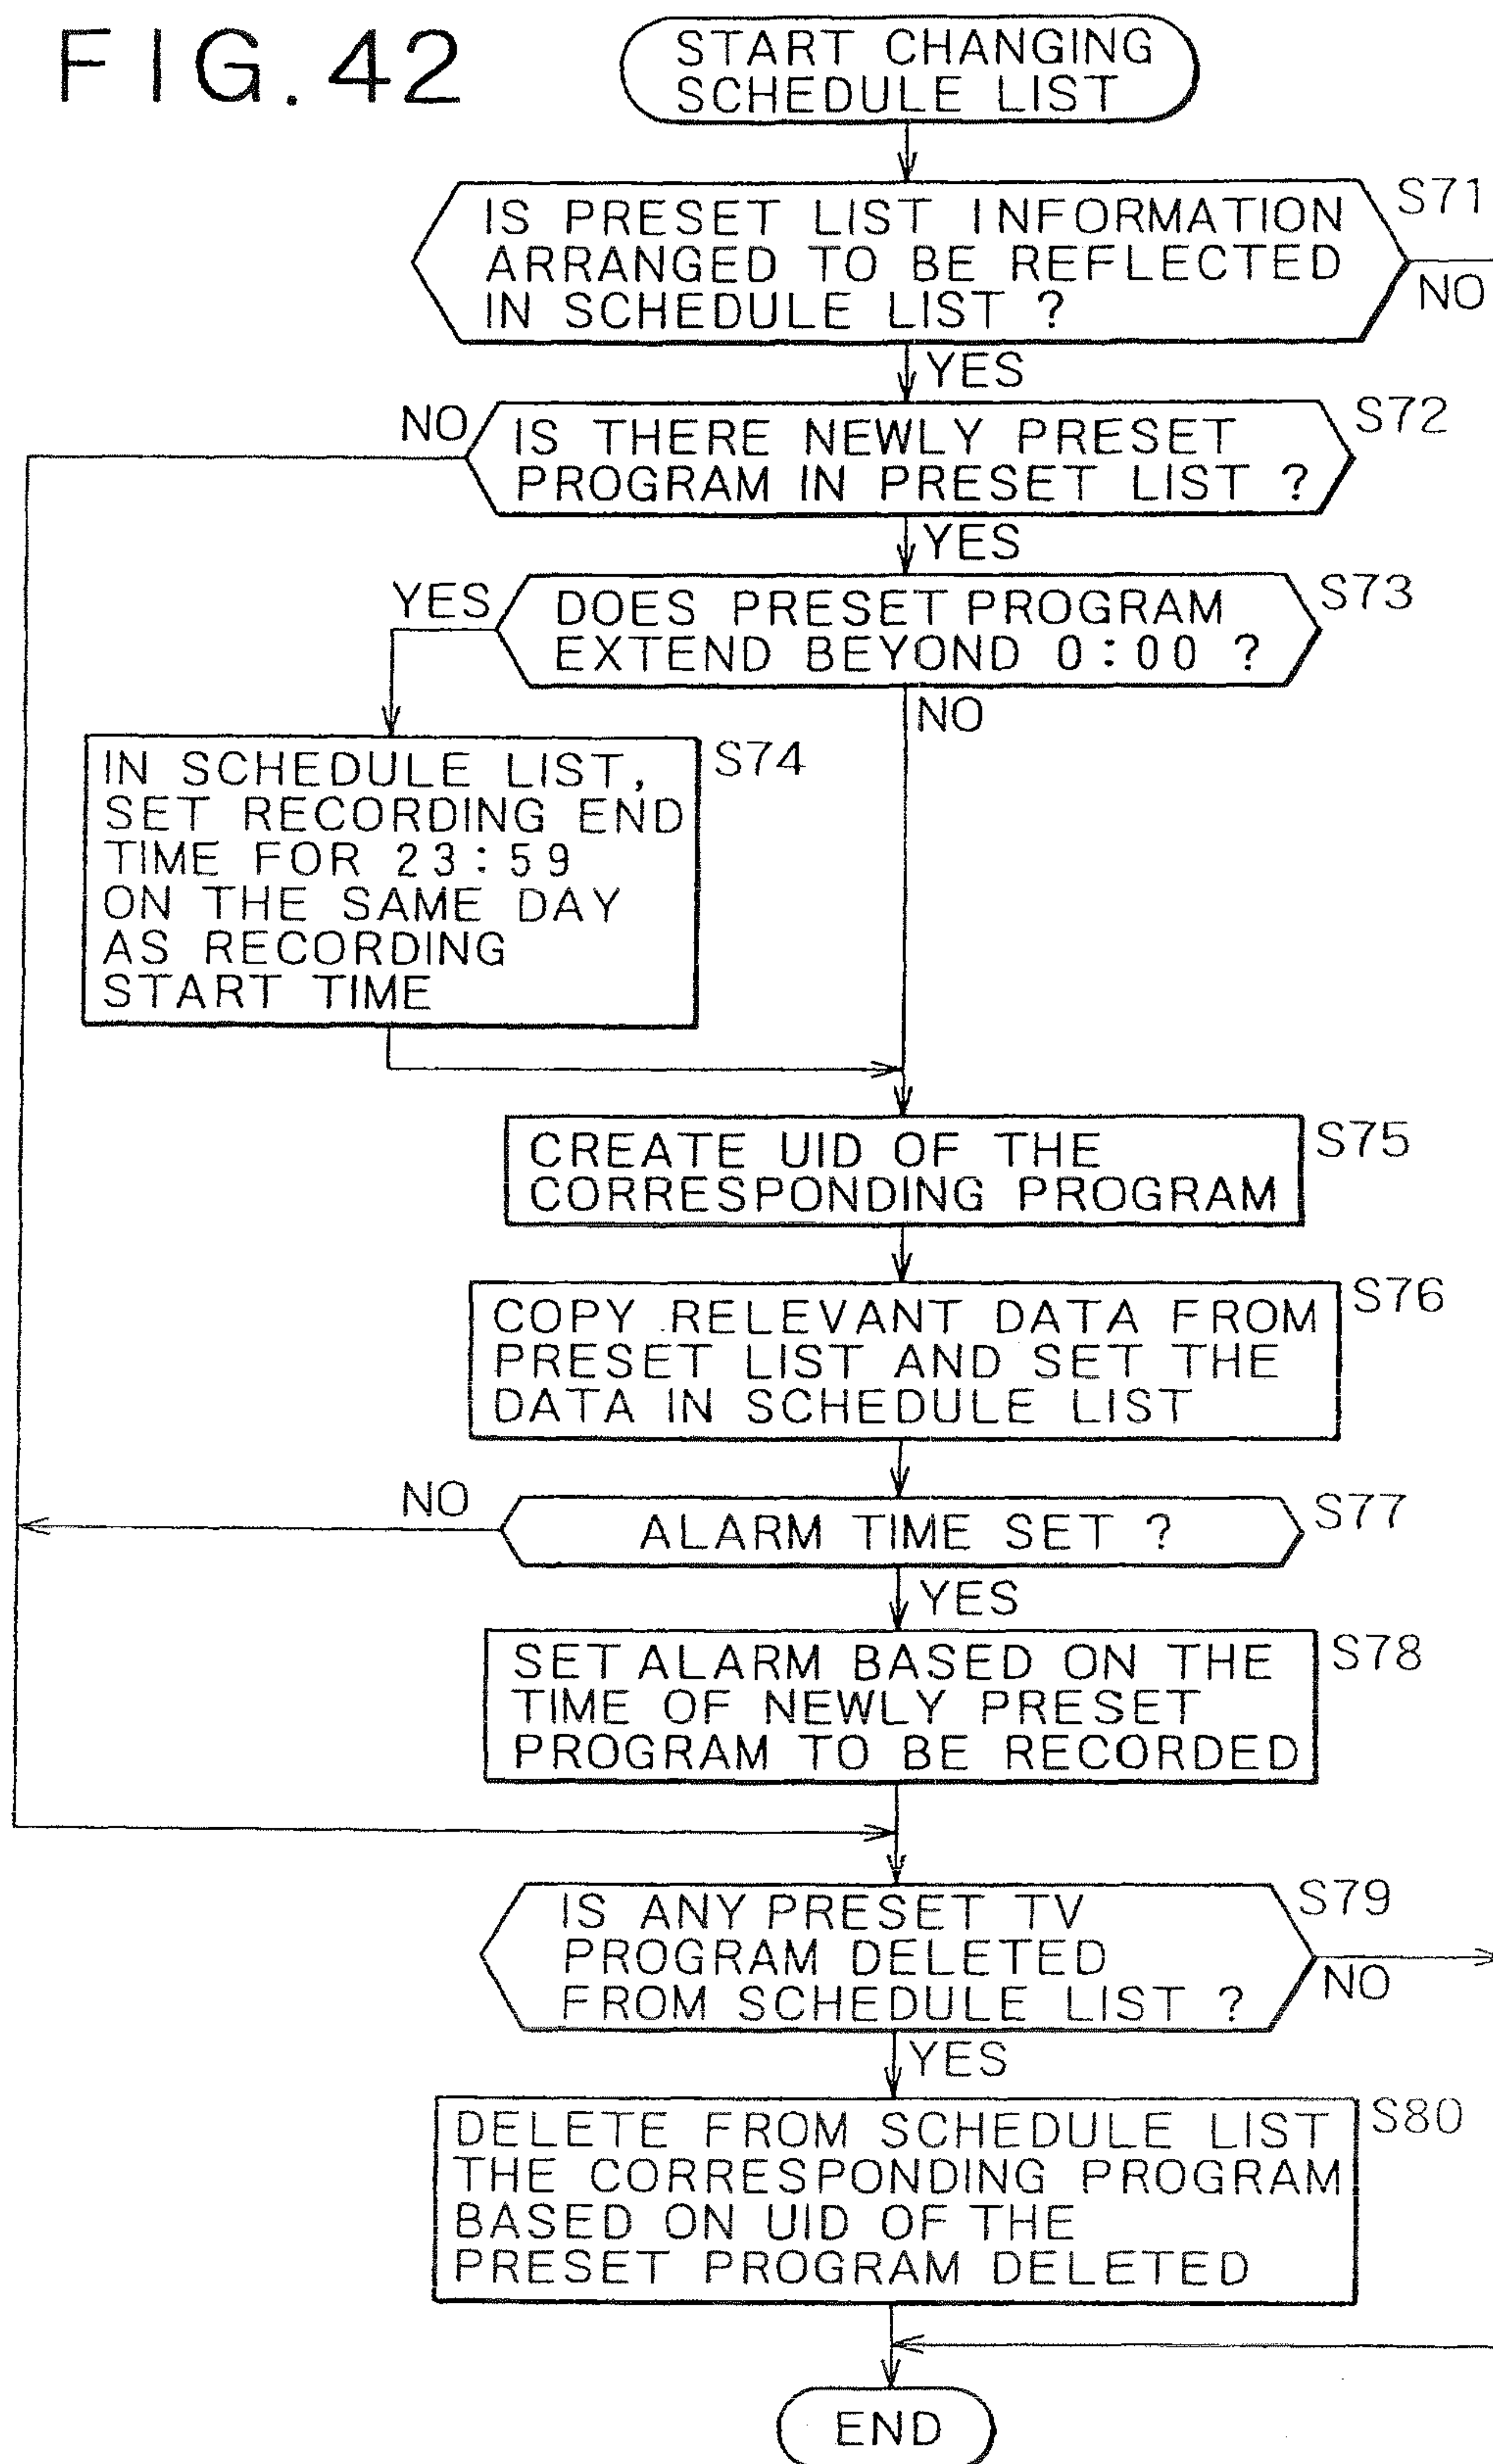 FIG.42
START CHANGING
SCHEDULE LIST
IS PRESET LIST INFORMATION
ARRANGED TO BE REFLECTED
IN SCHEDULE LIST ?
S71
NO
YES
NO
IS THERE NEWLY PRESET
PROGRAM IN PRESET LIST ?
S72
YES
YES
DOES PRESET PROGRAM
EXTEND BEYOND 0:00 ?
S73
NO
IN SCHEDULE LIST,
SET RECORDING END
TIME FOR 23:59
ON THE SAME DAY
AS RECORDING
START TIME
S74
CREATE UID OF THE
CORRESPONDING PROGRAM
S75
COPY RELEVANT DATA FROM
PRESET LIST AND SET THE
DATA IN SCHEDULE LIST
S76
NO
ALARM TIME SET ?
S77
YES
SET ALARM BASED ON THE
TIME OF NEWLY PRESET
PROGRAM TO BE RECORDED
S78
IS ANY PRESET TV
PROGRAM DELETED
FROM SCHEDULE LIST ?
S79
NO
YES
DELETE FROM SCHEDULE LIST
THE CORRESPONDING PROGRAM
BASED ON UID OF THE
PRESET PROGRAM DELETED
S80
END